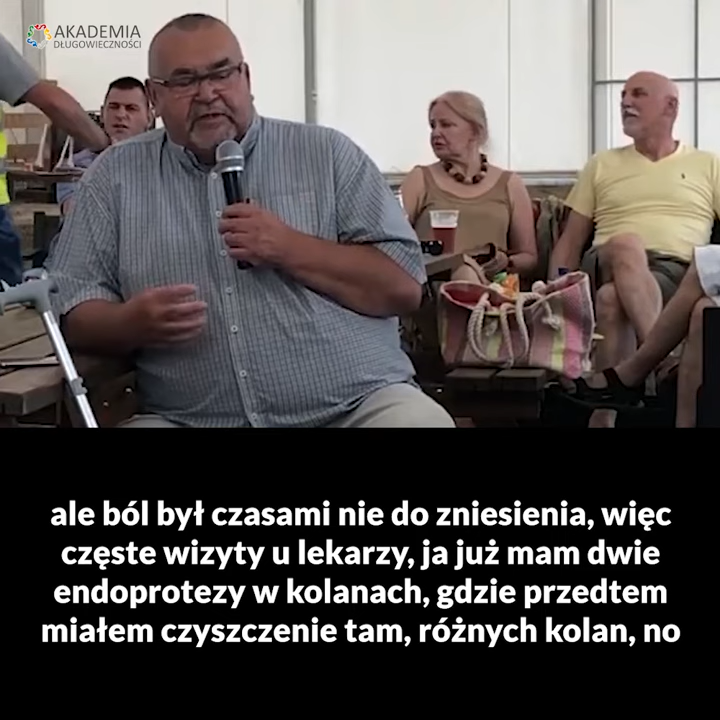 AKADEMIA
DŁUGOWIECZNOŚCI
ale ból był czasami nie do zniesienia, więc
częste wizyty u lekarzy, ja już mam dwie
endoprotezy w kolanach, gdzie przedtem
miałem czyszczenie tam, różnych kolan, no